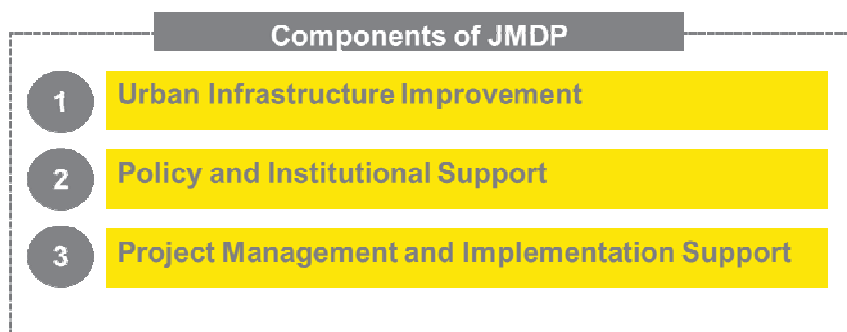 Components of JMDP
1
Urban Infrastructure Improvement
2
Policy and Institutional Support
3
Project Management and Implementation Support